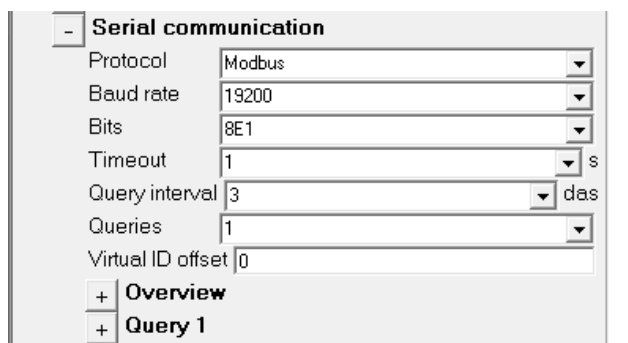 - Serial communication
Protocol Modbus
Baud rate 19200
Bits 8E1
Timeout 1 s
Query interval 3 das
Queries 1
Virtual ID offset 0
+ Overview
+ Query 1